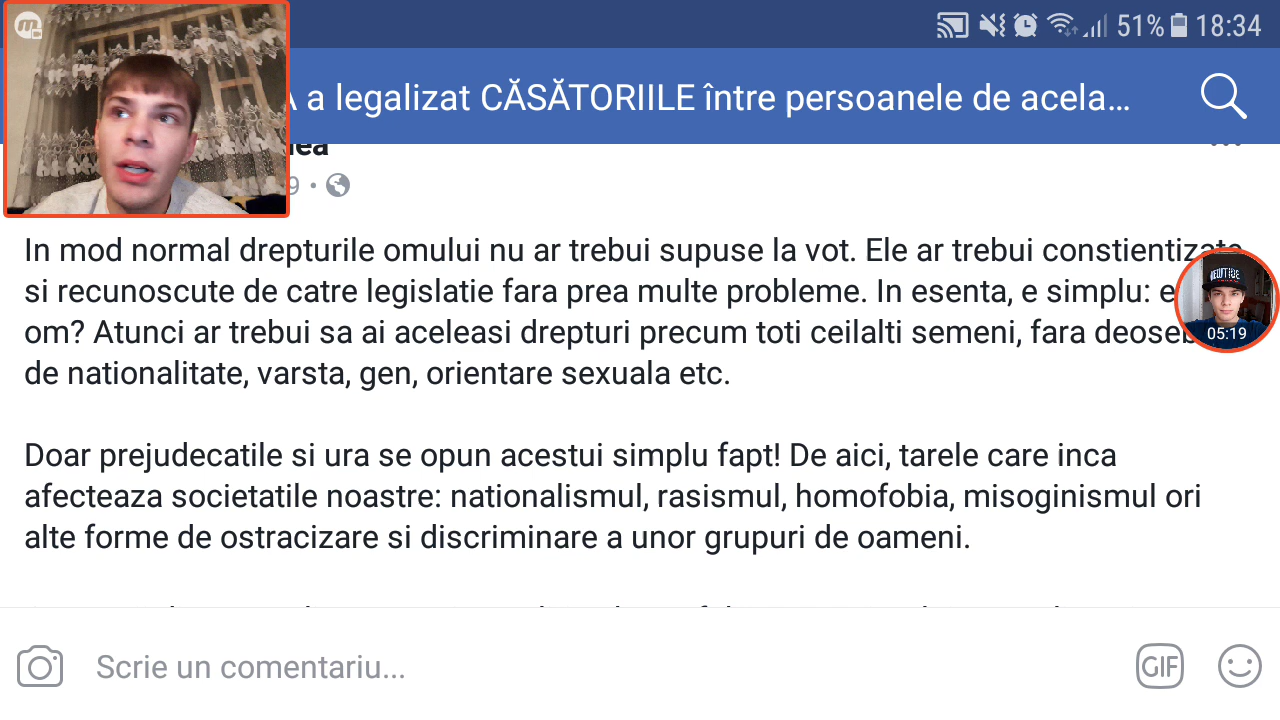 51% 18:34
a legalizat CĂSĂTORIILE între persoanele de acela...
9 •
In mod normal drepturile omului nu ar trebui supuse la vot. Ele ar trebui constientizate
si recunoscute de catre legislatie fara prea multe probleme. In esenta, e simplu:
om? Atunci ar trebui sa ai aceleasi drepturi precum toti ceilalti semeni, fara
de nationalitate, varsta, gen, orientare sexuala etc.
05:19
Doar prejudecatile si ura se opun acestui simplu fapt! De aici, tarele care inca
afecteaza societatile noastre: nationalismul, rasismul, homofobia, misoginismul ori
alte forme de ostracizare si discriminare a unor grupuri de oameni.
Scrie un comentariu...
GIF